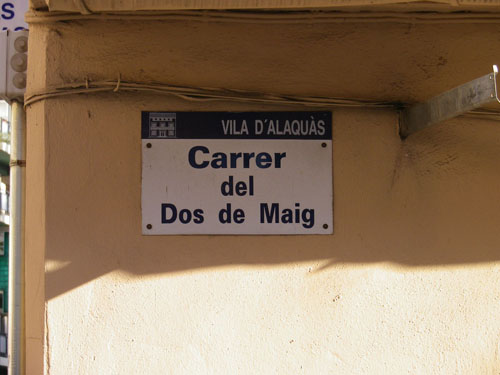 VILA D'ALAQUÀS
Carrer
del
Dos de Maig